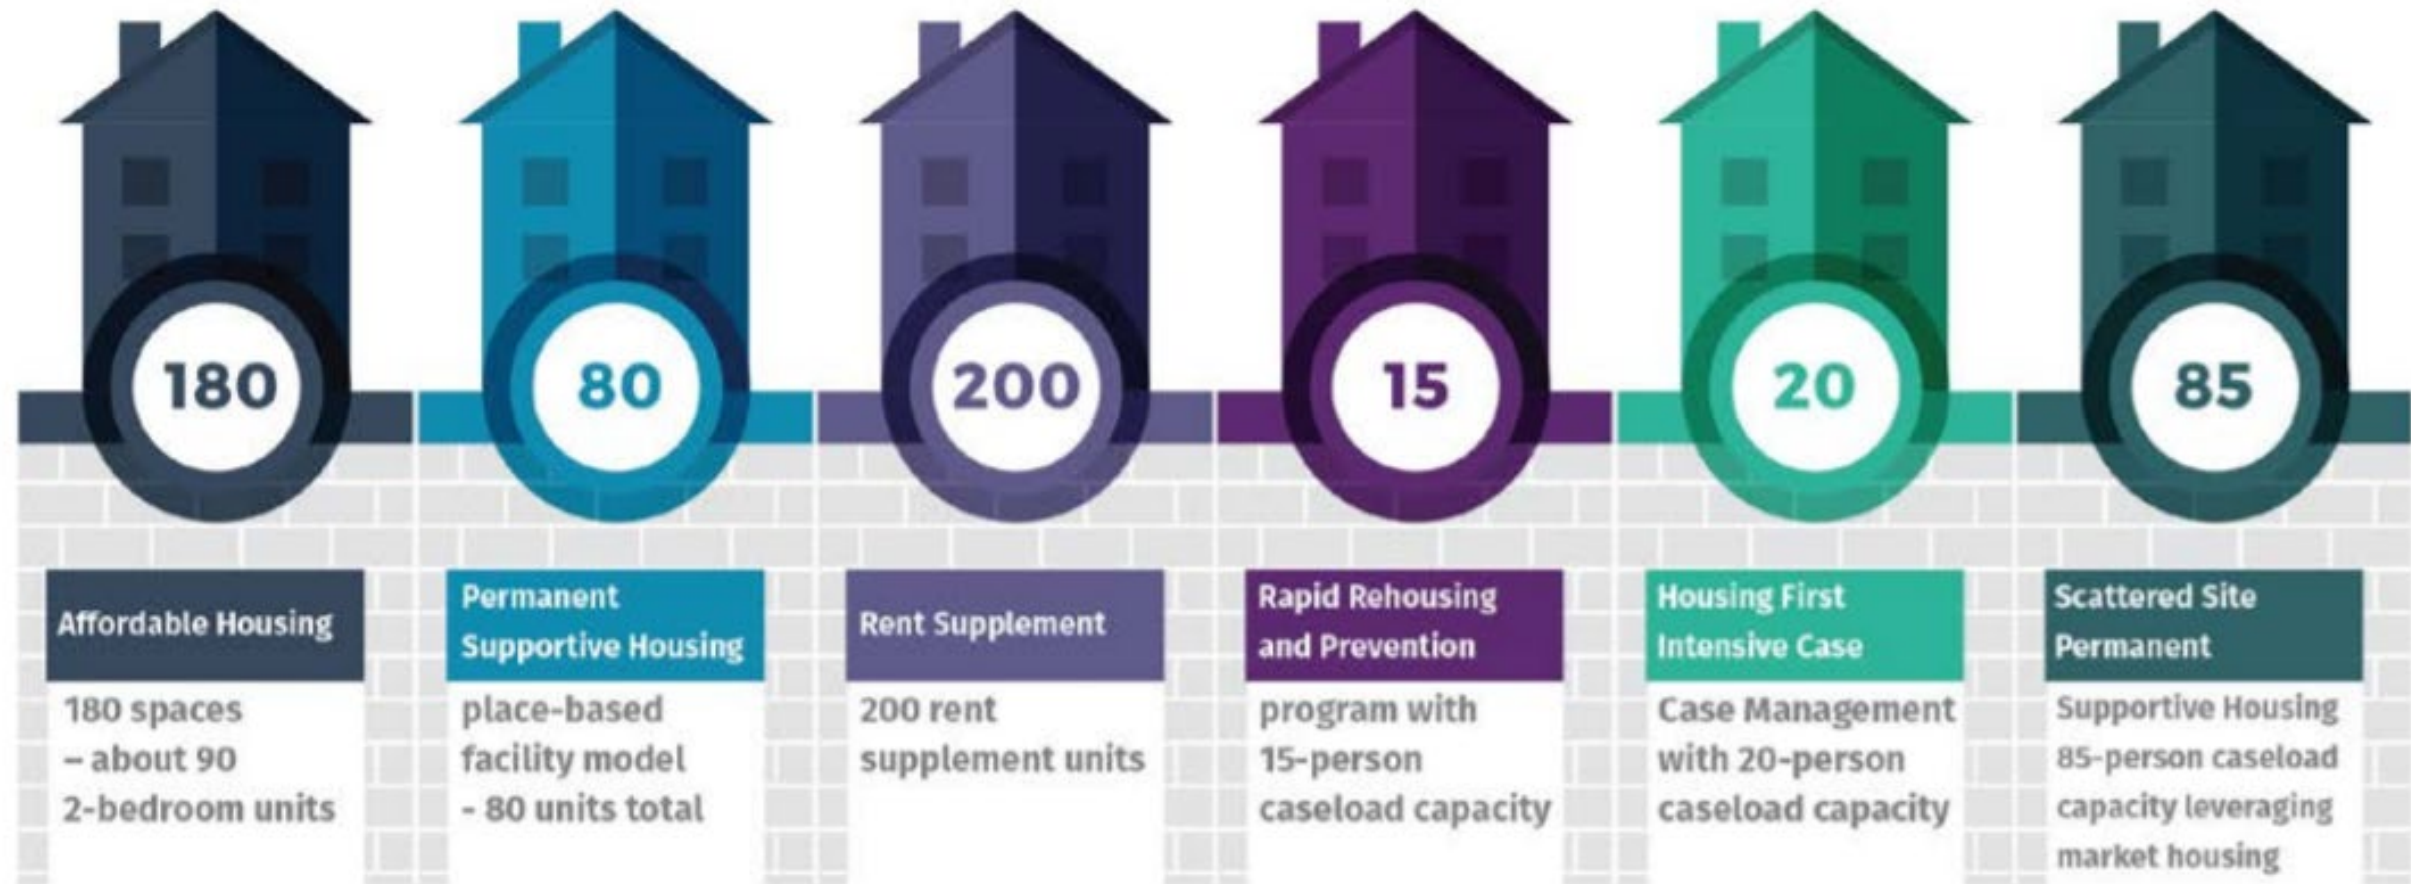 180
80
200
15
20
85
Affordable Housing
180 spaces
– about 90
2-bedroom units
Permanent
Supportive Housing
place-based
facility model
- 80 units total
Rent Supplement
200 rent
supplement units
Rapid Rehousing
and Prevention
program with
15-person
caseload capacity
Housing First
Intensive Case
Case Management
with 20-person
caseload capacity
Scattered Site
Permanent
Supportive Housing
85-person caseload
capacity leveraging
market housing